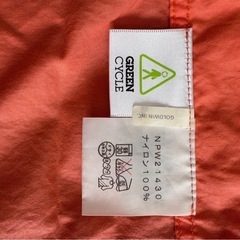 GREEN
CYCLE
GOLDWIN INC.
NPW21430
ナイロン100%